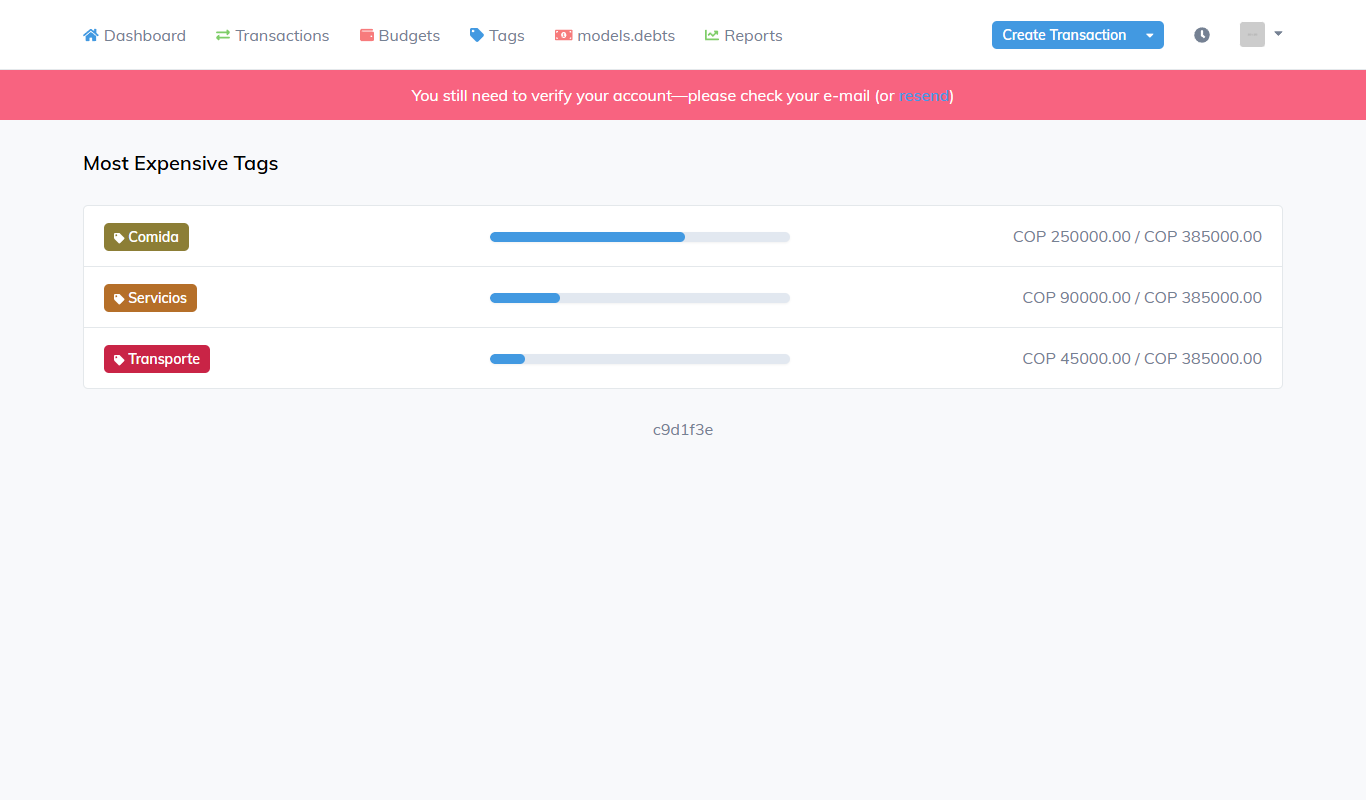 Dashboard Transactions Budgets Tags models.debts Reports Create Transaction
You still need to verify your account—please check your e-mail (or resend)
Most Expensive Tags
Comida COP 250000.00 / COP 385000.00
Servicios COP 90000.00 / COP 385000.00
Transporte COP 45000.00 / COP 385000.00
c9d1f3e